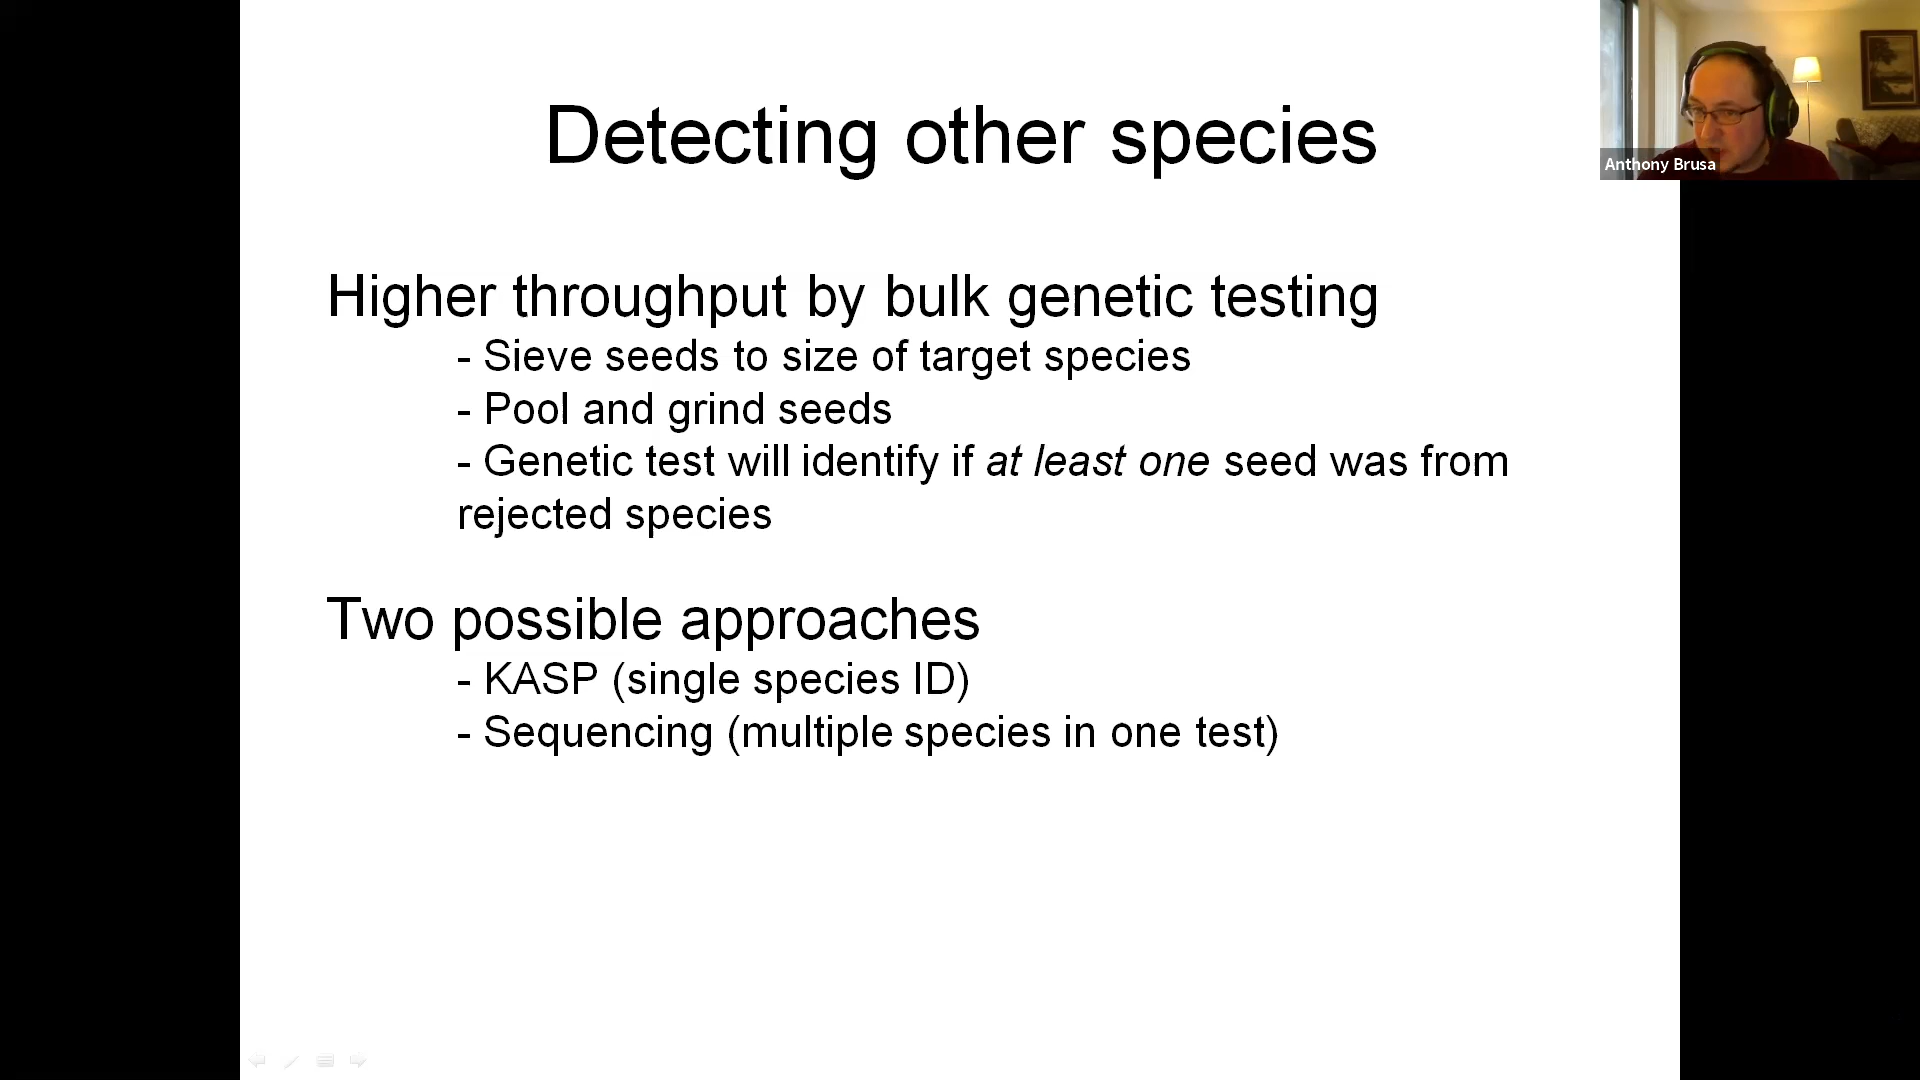 Detecting other species
Anthony Brusa
Higher throughput by bulk genetic testing
- Sieve seeds to size of target species
- Pool and grind seeds
- Genetic test will identify if at least one seed was from
rejected species
Two possible approaches
- KASP (single species ID)
- Sequencing (multiple species in one test)